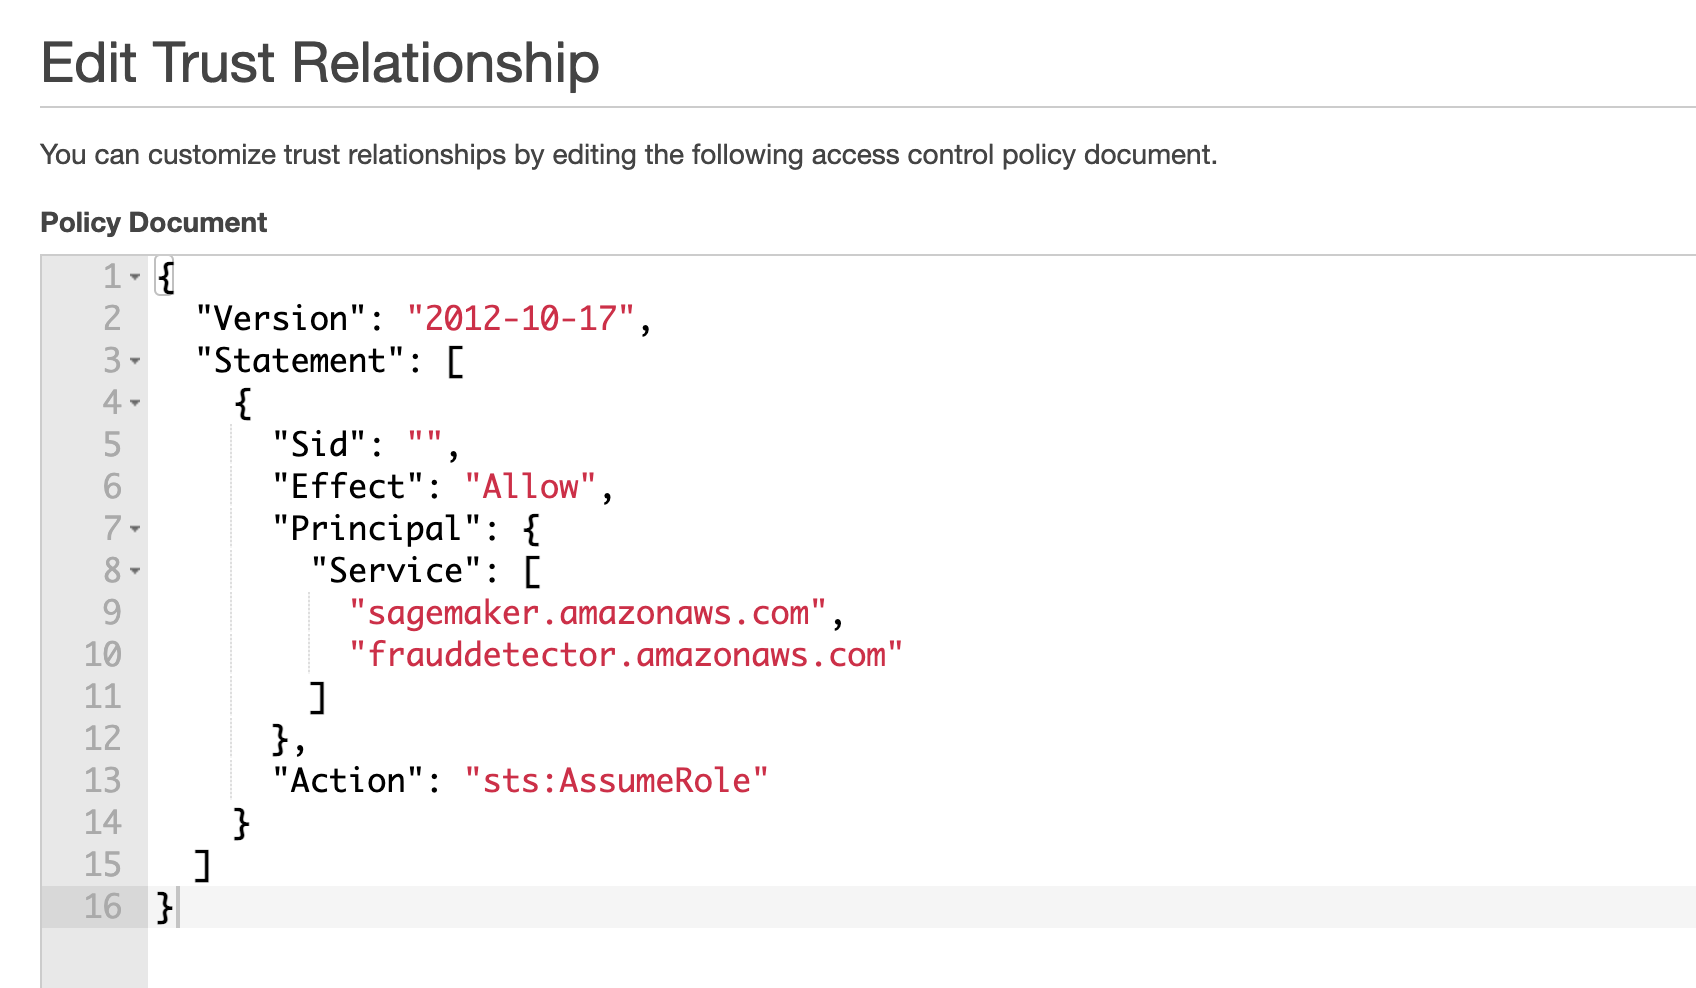 Edit Trust Relationship
You can customize trust relationships by editing the following access control policy document.
Policy Document
1 {
2   "Version": "2012-10-17",
3   "Statement": [
4     {
5       "Sid": "",
6       "Effect": "Allow",
7       "Principal": {
8         "Service": [
9           "sagemaker.amazonaws.com",
10           "frauddetector.amazonaws.com"
11         ]
12       },
13       "Action": "sts:AssumeRole"
14     }
15   ]
16 }